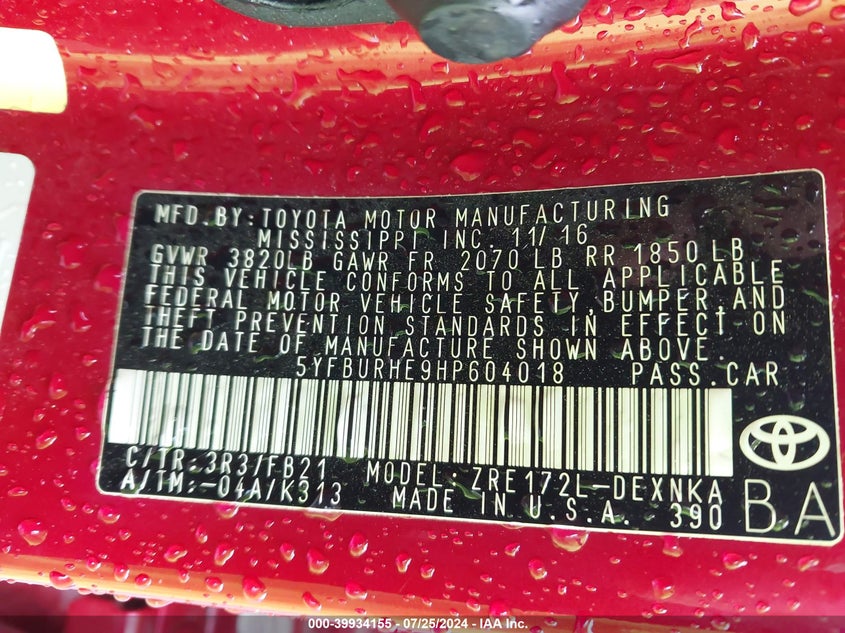 MFD.BY:TOYOTA MOTOR MANUFACTURING
MISSISSIPPI INC. 11/16
GVWR 3820LB GAWR FR 2070 LB RR 1850 LB
THIS VEHICLE CONFORMS TO ALL APPLICABLE
FEDERAL MOTOR VEHICLE SAFETY,BUMPER,AND
THEFT PREVENTION STANDARDS IN EFFECT ON
THE DATE OF MANUFACTURE SHOWN ABOVE.
5YFBURHE9HP604018 PASS.CAR
C/TR:3R3/FB21 MODEL:ZRE172L-DEXNKA
A/TM:-04A/K313 MADE IN U.S.A. 390
BA
000-39934155 - 07/25/2024 - © IAA, Inc.